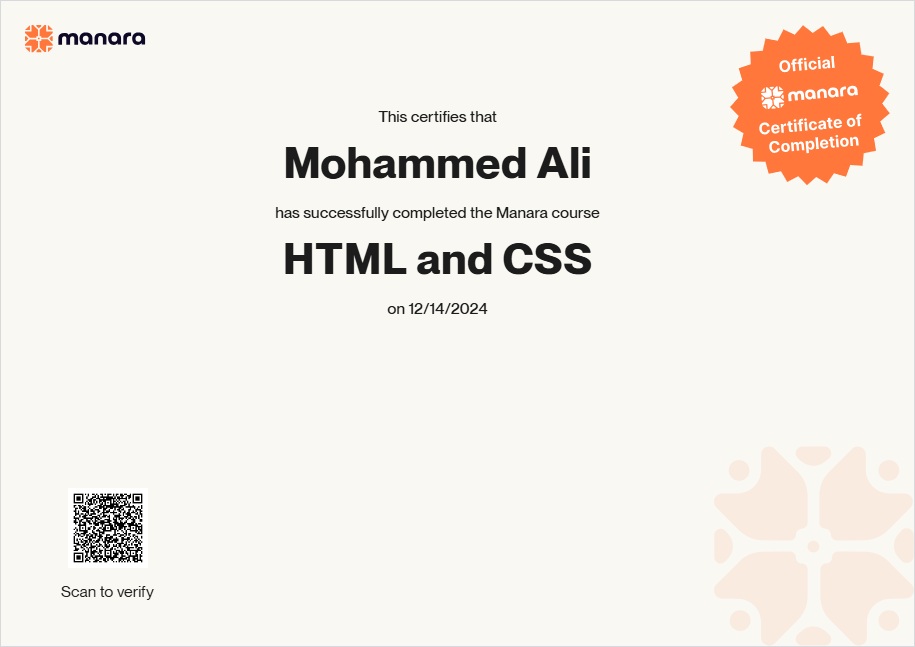 manara
Official
manara
Certificate of
Completion
This certifies that
Mohammed Ali
has successfully completed the Manara course
HTML and CSS
on 12/14/2024
Scan to verify